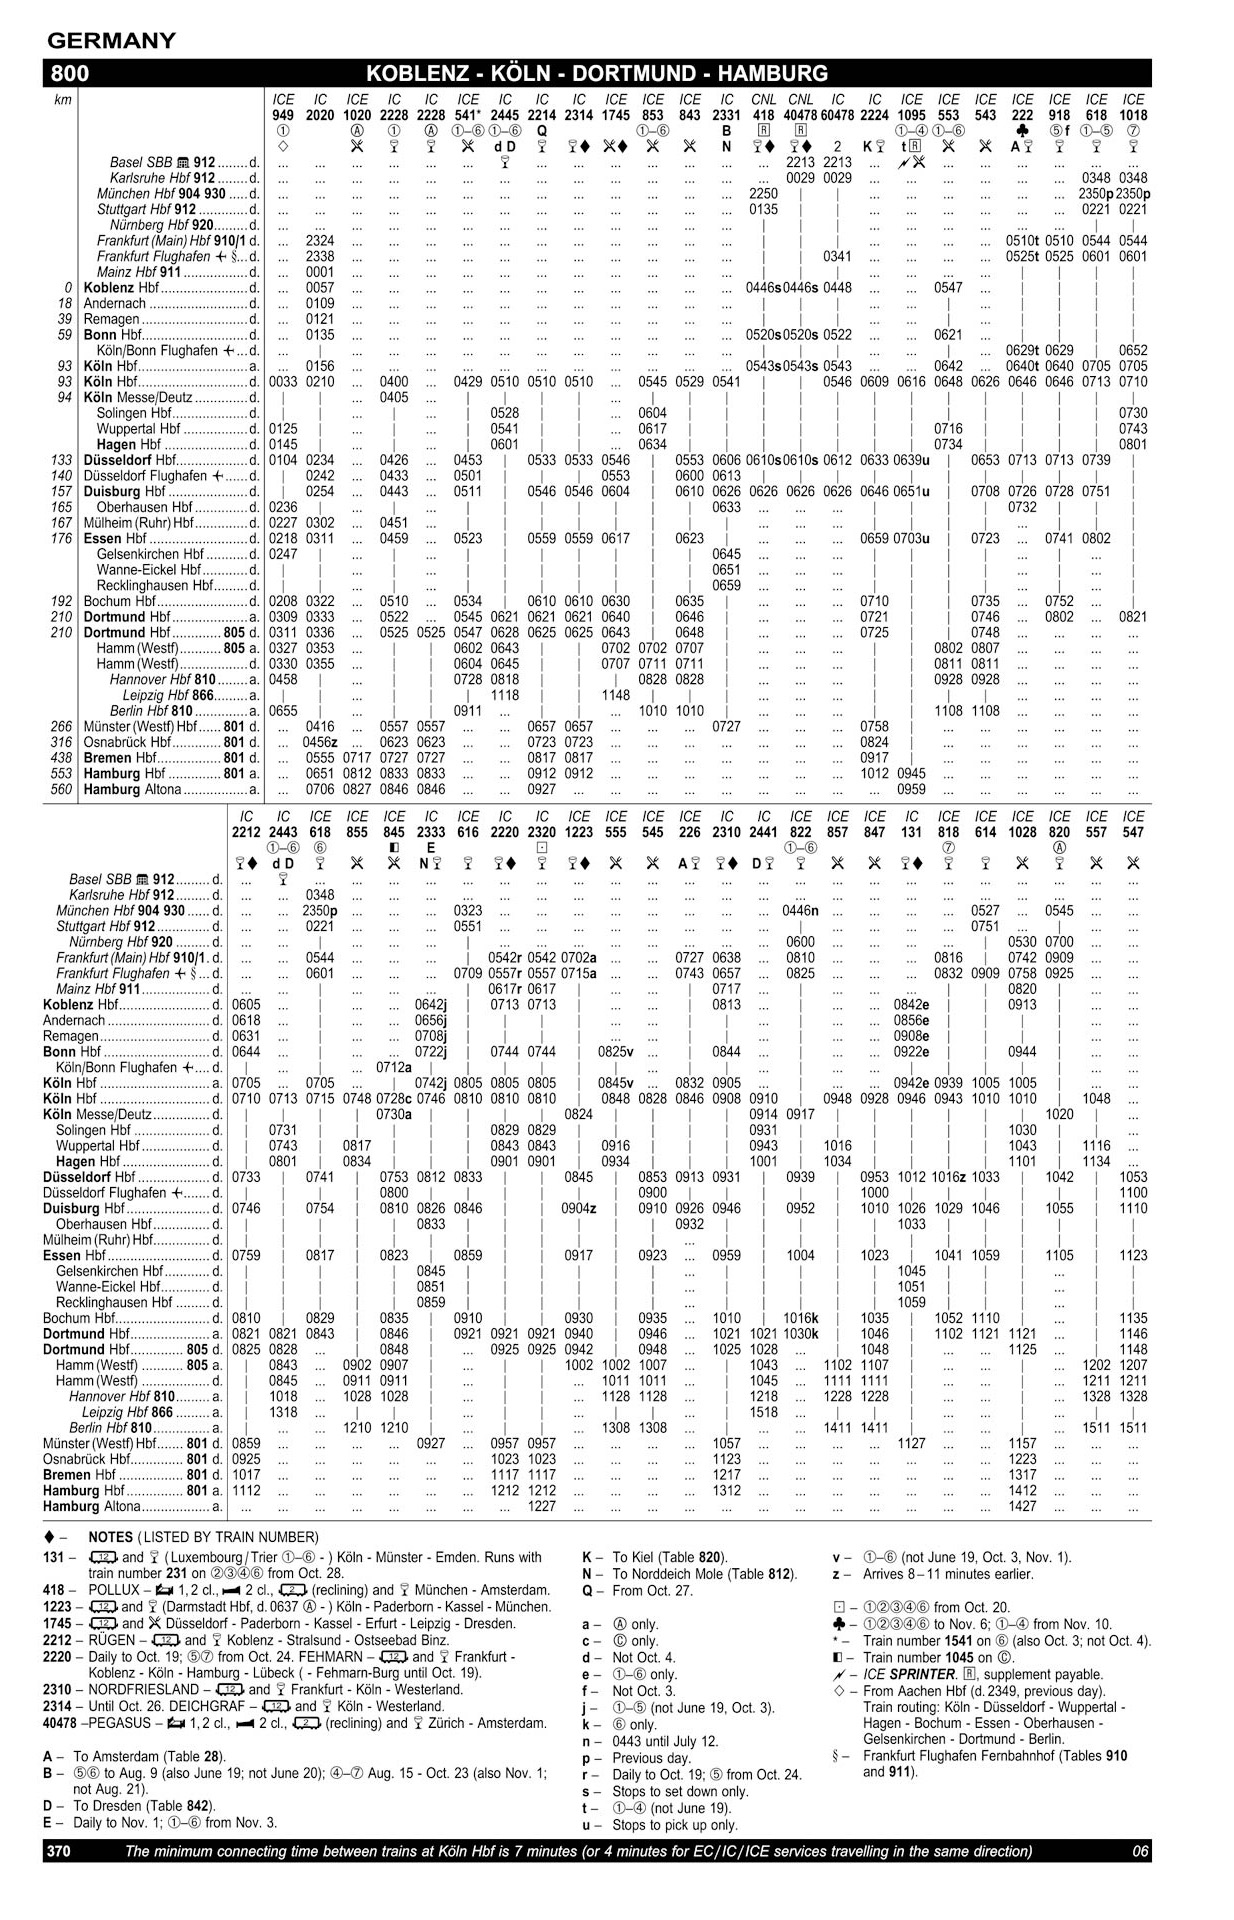 GERMANY
800 KOBLENZ - KÖLN - DORTMUND - HAMBURG
km ICE IC ICE IC IC ICE IC IC IC ICE ICE ICE IC CNL CNL IC IC ICE ICE ICE ICE ICE ICE ICE
949 2020 1020 2228 2228 541* 2445 2214 2314 1745 853 843 2331 418 40478 60478 2224 1095 553 543 222 918 618 1018
① Ⓐ ① Ⓐ ①–⑥ ①–⑥ Q ①–⑥ B R R ①–④ ①–⑥ ♣ ⑤ f ①–⑤ ⑦
◇ d D ♦ ♦ N ♦ ♦ 2 K t R A
Basel SBB 912 d. 2213 2213
Karlsruhe Hbf 912 d. 0029 0029 0348 0348
München Hbf 904 930 d. 2250 2350p 2350p
Stuttgart Hbf 912 d. 0135 0221 0221
Nürnberg Hbf 920 d.
Frankfurt (Main) Hbf 910/1 d. 2324 0510t 0510 0544 0544
Frankfurt Flughafen § d. 2338 0341 0525t 0525 0601 0601
Mainz Hbf 911 d. 0001
0 Koblenz Hbf d. 0057 0446s 0446s 0448 0547
18 Andernach d. 0109
39 Remagen d. 0121
59 Bonn Hbf d. 0135 0520s 0520s 0522 0621
Köln/Bonn Flughafen d. 0629t 0629 0652
93 Köln Hbf a. 0156 0543s 0543s 0543 0642 0640t 0640 0705 0705
93 Köln Hbf d. 0033 0210 0400 0429 0510 0510 0510 0545 0529 0541 0546 0609 0616 0648 0626 0646 0646 0713 0710
94 Köln Messe/Deutz d. 0405
Solingen Hbf d. 0528 0604 0730
Wuppertal Hbf d. 0125 0541 0617 0716 0743
Hagen Hbf d. 0145 0601 0634 0734 0801
133 Düsseldorf Hbf d. 0104 0234 0426 0453 0533 0533 0546 0553 0606 0610s 0610s 0612 0633 0639u 0653 0713 0713 0739
140 Düsseldorf Flughafen d. 0242 0433 0501 0553 0600 0613
157 Duisburg Hbf d. 0254 0443 0511 0546 0546 0604 0610 0626 0626 0626 0626 0646 0651u 0708 0726 0728 0751
165 Oberhausen Hbf d. 0236 0633 0732
167 Mülheim (Ruhr) Hbf d. 0227 0302 0451
176 Essen Hbf d. 0218 0311 0459 0523 0559 0559 0617 0623 0659 0703u 0723 0741 0802
Gelsenkirchen Hbf d. 0247 0645
Wanne-Eickel Hbf d. 0651
Recklinghausen Hbf d. 0659
192 Bochum Hbf d. 0208 0322 0510 0534 0610 0610 0630 0635 0710 0735 0752
210 Dortmund Hbf a. 0309 0333 0522 0545 0621 0621 0621 0640 0646 0721 0746 0802 0821
210 Dortmund Hbf 805 d. 0311 0336 0525 0525 0547 0628 0625 0625 0643 0648 0725 0748
Hamm (Westf) 805 a. 0327 0353 0602 0643 0702 0702 0707 0802 0807
Hamm (Westf) d. 0330 0355 0604 0645 0707 0711 0711 0811 0811
Hannover Hbf 810 a. 0458 0728 0818 0828 0828 0928 0928
Leipzig Hbf 866 a. 1118 1148
Berlin Hbf 810 a. 0655 0911 1010 1010 1108 1108
266 Münster (Westf) Hbf 801 d. 0416 0557 0557 0657 0657 0727 0758
316 Osnabrück Hbf 801 d. 0456z 0623 0623 0723 0723 0824
438 Bremen Hbf 801 d. 0555 0717 0727 0727 0817 0817 0917
553 Hamburg Hbf 801 a. 0651 0812 0833 0833 0912 0912 1012 0945
560 Hamburg Altona a. 0706 0827 0846 0846 0927 0959
IC IC ICE ICE ICE IC ICE IC IC ICE ICE ICE ICE IC IC ICE ICE ICE IC ICE ICE ICE ICE ICE ICE
2212 2443 618 855 845 2333 616 2220 2320 1223 555 545 226 2310 2441 822 857 847 131 818 614 1028 820 557 547
①–⑥ ⑥ E ①–⑥ ⑦ Ⓐ
♦ d D N ♦ ♦ A ♦ D ♦
Basel SBB 912 d.
Karlsruhe Hbf 912 d. 0348
München Hbf 904 930 d. 2350p 0323 0446n 0527 0545
Stuttgart Hbf 912 d. 0221 0551 0751
Nürnberg Hbf 920 d. 0600 0530 0700
Frankfurt (Main) Hbf 910/1 d. 0544 0542r 0542 0702a 0727 0638 0810 0816 0742 0909
Frankfurt Flughafen § d. 0601 0709 0557r 0557 0715a 0743 0657 0825 0832 0909 0758 0925
Mainz Hbf 911 d. 0617r 0617 0717 0820
Koblenz Hbf d. 0605 0642j 0713 0713 0813 0842e 0913
Andernach d. 0618 0656j 0856e
Remagen d. 0631 0708j 0908e
Bonn Hbf d. 0644 0722j 0744 0744 0825v 0844 0922e 0944
Köln/Bonn Flughafen d. 0712a
Köln Hbf a. 0705 0705 0742j 0805 0805 0805 0845v 0832 0905 0942e 0939 1005 1005
Köln Hbf d. 0710 0713 0715 0748 0728c 0746 0810 0810 0810 0848 0828 0846 0908 0910 0948 0928 0946 0943 1010 1010 1048
Köln Messe/Deutz d. 0730a 0824 0914 0917 1020
Solingen Hbf d. 0731 0829 0829 0931 1030
Wuppertal Hbf d. 0743 0817 0843 0843 0916 0943 1016 1043 1116
Hagen Hbf d. 0801 0834 0901 0901 0934 1001 1034 1101 1134
Düsseldorf Hbf d. 0733 0741 0753 0812 0833 0845 0853 0913 0931 0939 0953 1012 1016z 1033 1042 1053
Düsseldorf Flughafen d. 0800 0900 1000 1100
Duisburg Hbf d. 0746 0754 0810 0826 0846 0904z 0910 0926 0946 0952 1010 1026 1029 1046 1055 1110
Oberhausen Hbf d. 0833 0932 1033
Mülheim (Ruhr) Hbf d.
Essen Hbf d. 0759 0817 0823 0859 0917 0923 0959 1004 1023 1041 1059 1105 1123
Gelsenkirchen Hbf d. 0845 1045
Wanne-Eickel Hbf d. 0851 1051
Recklinghausen Hbf d. 0859 1059
Bochum Hbf d. 0810 0829 0835 0910 0930 0935 1010 1016k 1035 1052 1110 1135
Dortmund Hbf a. 0821 0821 0843 0846 0921 0921 0921 0940 0946 1021 1021 1030k 1046 1102 1121 1121 1146
Dortmund Hbf 805 d. 0825 0828 0848 0925 0925 0942 0948 1025 1028 1048 1125 1148
Hamm (Westf) 805 a. 0843 0902 0907 1002 1002 1007 1043 1102 1107 1202 1207
Hamm (Westf) d. 0845 0911 0911 1011 1011 1045 1111 1111 1211 1211
Hannover Hbf 810 a. 1018 1028 1028 1128 1128 1218 1228 1228 1328 1328
Leipzig Hbf 866 a. 1318 1518
Berlin Hbf 810 a. 1210 1210 1308 1308 1411 1411 1511 1511
Münster (Westf) Hbf 801 d. 0859 0927 0957 0957 1057 1127 1157
Osnabrück Hbf 801 d. 0925 1023 1023 1123 1223
Bremen Hbf 801 d. 1017 1117 1117 1217 1317
Hamburg Hbf 801 a. 1112 1212 1212 1312 1412
Hamburg Altona a. 1227 1427
♦ – NOTES (LISTED BY TRAIN NUMBER)
131 – 12 and (Luxembourg / Trier ①–⑥ - ) Köln - Münster - Emden. Runs with
train number 231 on ②③④⑥ from Oct. 28.
418 – POLLUX – 1, 2 cl., 2 cl., 2 (reclining) and München - Amsterdam.
1223 – 12 and (Darmstadt Hbf, d. 0637 Ⓐ - ) Köln - Paderborn - Kassel - München.
1745 – 12 and Düsseldorf - Paderborn - Kassel - Erfurt - Leipzig - Dresden.
2212 – RÜGEN – 12 and Koblenz - Stralsund - Ostseebad Binz.
2220 – Daily to Oct. 19; ⑤⑦ from Oct. 24. FEHMARN – 12 and Frankfurt -
Koblenz - Köln - Hamburg - Lübeck ( - Fehmarn-Burg until Oct. 19).
2310 – NORDFRIESLAND – 12 and Frankfurt - Köln - Westerland.
2314 – Until Oct. 26. DEICHGRAF – 12 and Köln - Westerland.
40478 –PEGASUS – 1, 2 cl., 2 cl., 2 (reclining) and Zürich - Amsterdam.
A – To Amsterdam (Table 28).
B – ⑤⑥ to Aug. 9 (also June 19; not June 20); ④–⑦ Aug. 15 - Oct. 23 (also Nov. 1;
not Aug. 21).
D – To Dresden (Table 842).
E – Daily to Nov. 1; ①–⑥ from Nov. 3.
K – To Kiel (Table 820).
N – To Norddeich Mole (Table 812).
Q – From Oct. 27.
a – Ⓐ only.
c – Ⓒ only.
d – Not Oct. 4.
e – ①–⑥ only.
f – Not Oct. 3.
j – ①–⑤ (not June 19, Oct. 3).
k – ⑥ only.
n – 0443 until July 12.
p – Previous day.
r – Daily to Oct. 19; ⑤ from Oct. 24.
s – Stops to set down only.
t – ①–④ (not June 19).
u – Stops to pick up only.
v – ①–⑥ (not June 19, Oct. 3, Nov. 1).
z – Arrives 8–11 minutes earlier.
⊡ – ①②③④⑥ from Oct. 20.
♣ – ①②③④⑥ to Nov. 6; ①–④ from Nov. 10.
* – Train number 1541 on ⑥ (also Oct. 3; not Oct. 4).
◧ – Train number 1045 on Ⓒ.
– ICE SPRINTER. R, supplement payable.
◇ – From Aachen Hbf (d. 2349, previous day).
Train routing: Köln - Düsseldorf - Wuppertal -
Hagen - Bochum - Essen - Oberhausen -
Gelsenkirchen - Dortmund - Berlin.
§ – Frankfurt Flughafen Fernbahnhof (Tables 910
and 911).
370 The minimum connecting time between trains at Köln Hbf is 7 minutes (or 4 minutes for EC/IC/ICE services travelling in the same direction) 06